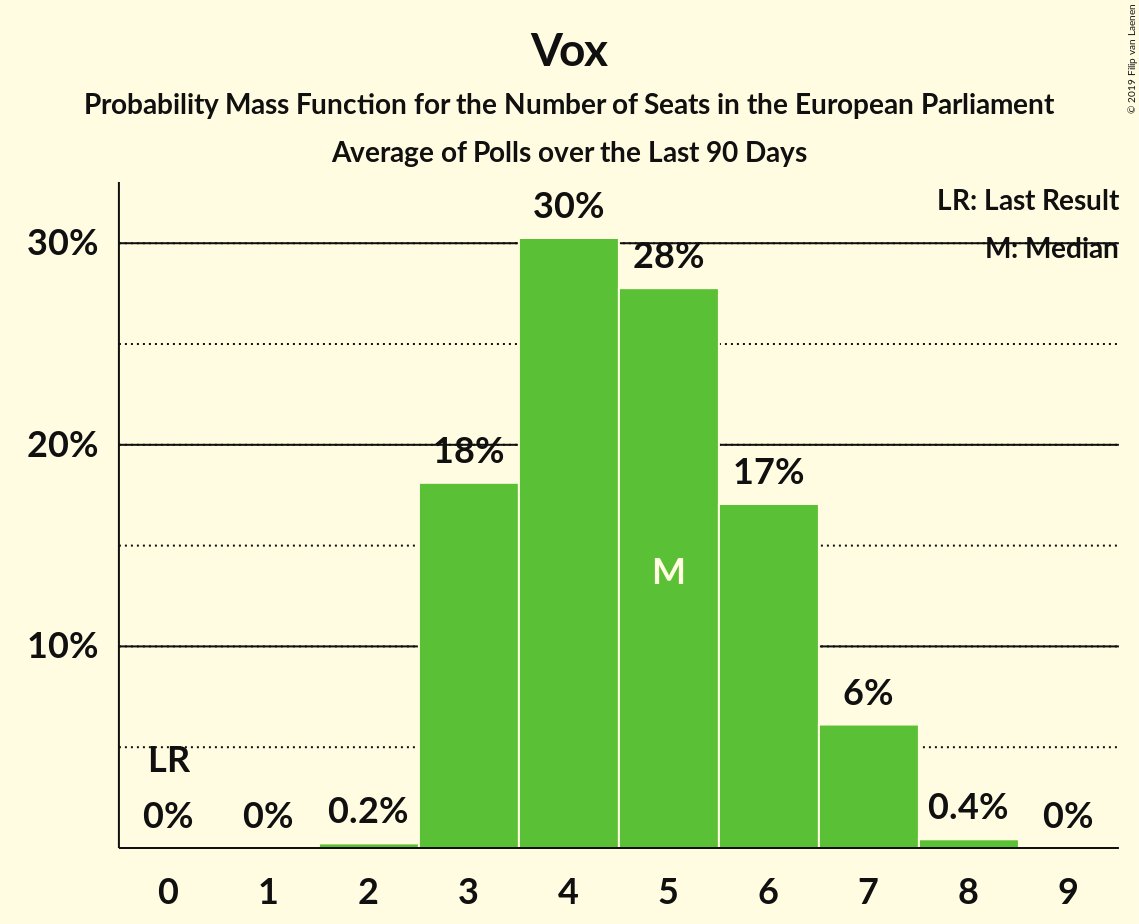 Vox
Probability Mass Function for the Number of Seats in the European Parliament
Average of Polls over the Last 90 Days
© 2019 Filip van Laenen
LR: Last Result
M: Median
30%
20%
10%
LR
0%
0%
0.2%
18%
30%
28%
M
17%
6%
0.4%
0%
0 1 2 3 4 5 6 7 8 9